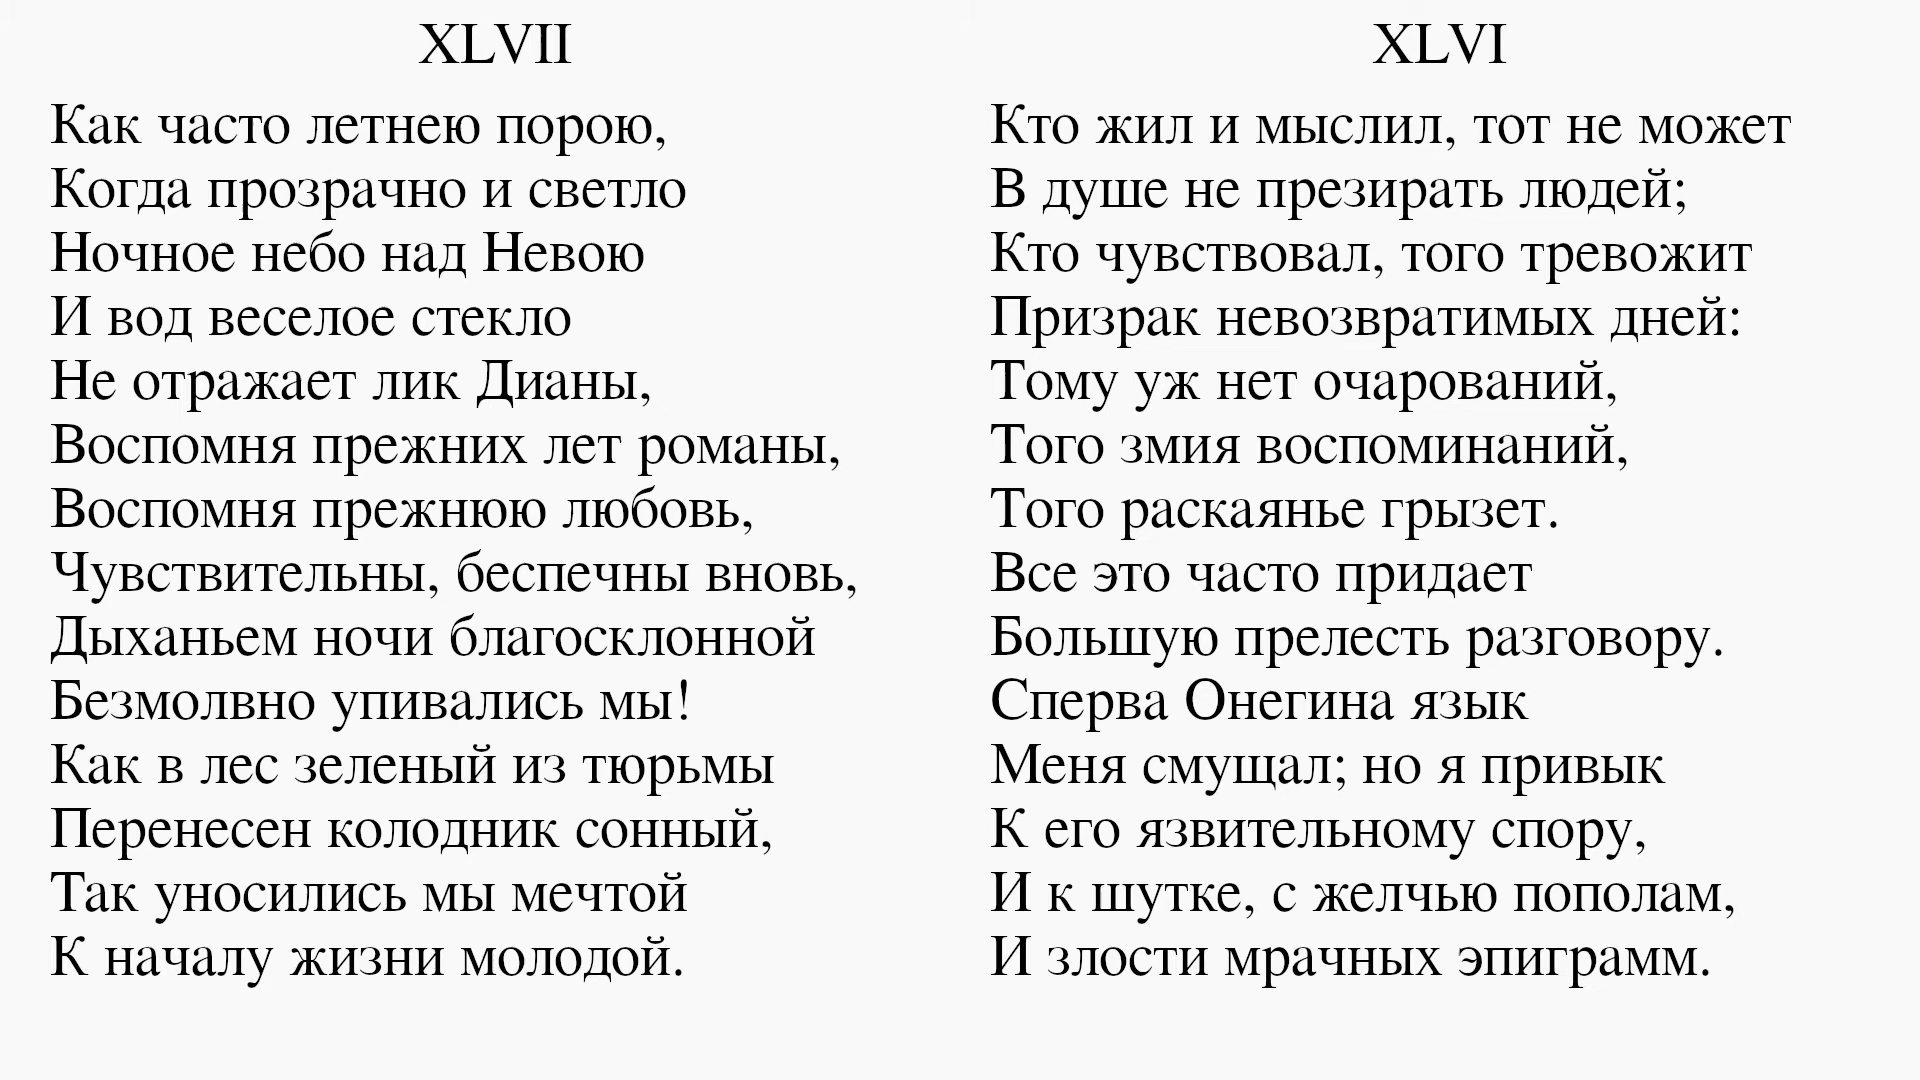 XLVII
Как часто летнею порою,
Когда прозрачно и светло
Ночное небо над Невою
И вод веселое стекло
Не отражает лик Дианы,
Воспомня прежних лет романы,
Воспомня прежнюю любовь,
Чувствительны, беспечны вновь,
Дыханьем ночи благосклонной
Безмолвно упивались мы!
Как в лес зеленый из тюрьмы
Перенесен колодник сонный,
Так уносились мы мечтой
К началу жизни молодой.
XLVI
Кто жил и мыслил, тот не может
В душе не презирать людей;
Кто чувствовал, того тревожит
Призрак невозвратимых дней:
Тому уж нет очарований,
Того змия воспоминаний,
Того раскаянье грызет.
Все это часто придает
Большую прелесть разговору.
Сперва Онегина язык
Меня смущал; но я привык
К его язвительному спору,
И к шутке, с желчью пополам,
И злости мрачных эпиграмм.